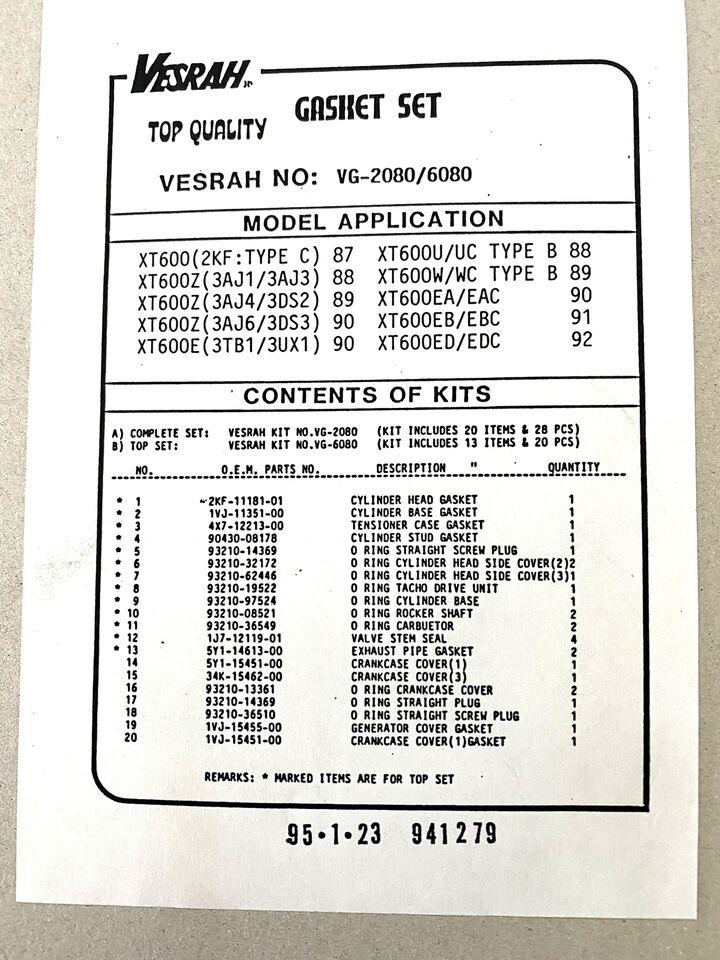 VESRAH JP.
GASKET SET
TOP QUALITY
VESRAH NO: VG-2080/6080
MODEL APPLICATION
XT600(2KF:TYPE C) 87 XT600U/UC TYPE B 88
XT600Z(3AJ1/3AJ3) 88 XT600W/WC TYPE B 89
XT600Z(3AJ4/3DS2) 89 XT600EA/EAC 90
XT600Z(3AJ6/3DS3) 90 XT600EB/EBC 91
XT600E(3TB1/3UX1) 90 XT600ED/EDC 92
CONTENTS OF KITS
A) COMPLETE SET: VESRAH KIT NO.VG-2080 (KIT INCLUDES 20 ITEMS & 28 PCS)
B) TOP SET: VESRAH KIT NO.VG-6080 (KIT INCLUDES 13 ITEMS & 20 PCS)
NO. O.E.M. PARTS NO. DESCRIPTION " QUANTITY
* 1 2KF-11181-01 CYLINDER HEAD GASKET 1
* 2 1VJ-11351-00 CYLINDER BASE GASKET 1
* 3 4X7-12213-00 TENSIONER CASE GASKET 1
* 4 90430-08178 CYLINDER STUD GASKET 1
* 5 93210-14369 O RING STRAIGHT SCREW PLUG 1
* 6 93210-32172 O RING CYLINDER HEAD SIDE COVER(2)2
* 7 93210-62446 O RING CYLINDER HEAD SIDE COVER(3)1
* 8 93210-19522 O RING TACHO DRIVE UNIT 1
* 9 93210-97524 O RING CYLINDER BASE 1
* 10 93210-08521 O RING ROCKER SHAFT 2
* 11 93210-36549 O RING CARBUETOR 2
* 12 1J7-12119-01 VALVE STEM SEAL 4
* 13 5Y1-14613-00 EXHAUST PIPE GASKET 2
14 5Y1-15451-00 CRANKCASE COVER(1) 1
15 34K-15462-00 CRANKCASE COVER(3) 1
16 93210-13361 O RING CRANKCASE COVER 2
17 93210-14369 O RING STRAIGHT PLUG 1
18 93210-36510 O RING STRAIGHT SCREW PLUG 1
19 1VJ-15455-00 GENERATOR COVER GASKET 1
20 1VJ-15451-00 CRANKCASE COVER(1)GASKET 1
REMARKS: * MARKED ITEMS ARE FOR TOP SET
95•1•23 941279